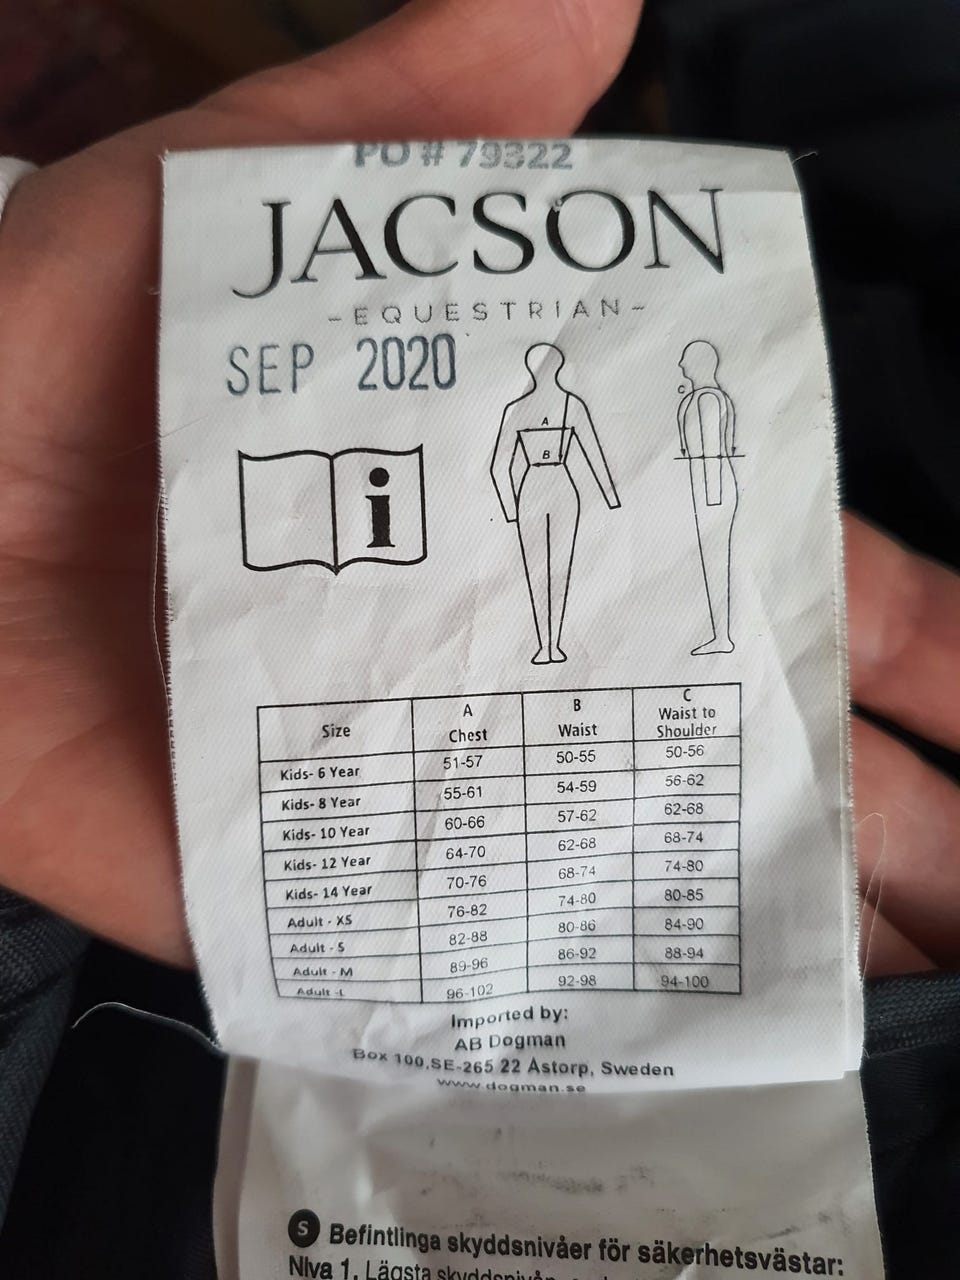 PO # 79322
JACSON
-EQUESTRIAN-
SEP 2020
i
A
B
C
Size A Chest B Waist C Waist to Shoulder
Kids- 6 Year 51-57 50-55 50-56
Kids- 8 Year 55-61 54-59 56-62
Kids- 10 Year 60-66 57-62 62-68
Kids- 12 Year 64-70 62-68 68-74
Kids- 14 Year 70-76 68-74 74-80
Adult - XS 76-82 74-80 80-85
Adult - S 82-88 80-86 84-90
Adult - M 89-96 86-92 88-94
Adult -L 96-102 92-98 94-100
Imported by:
AB Dogman
Box 100,SE-265 22 Åstorp, Sweden
www.dogman.se
S Befintlinga skyddsnivåer för säkerhetsvästar:
Niva 1. Lägsta